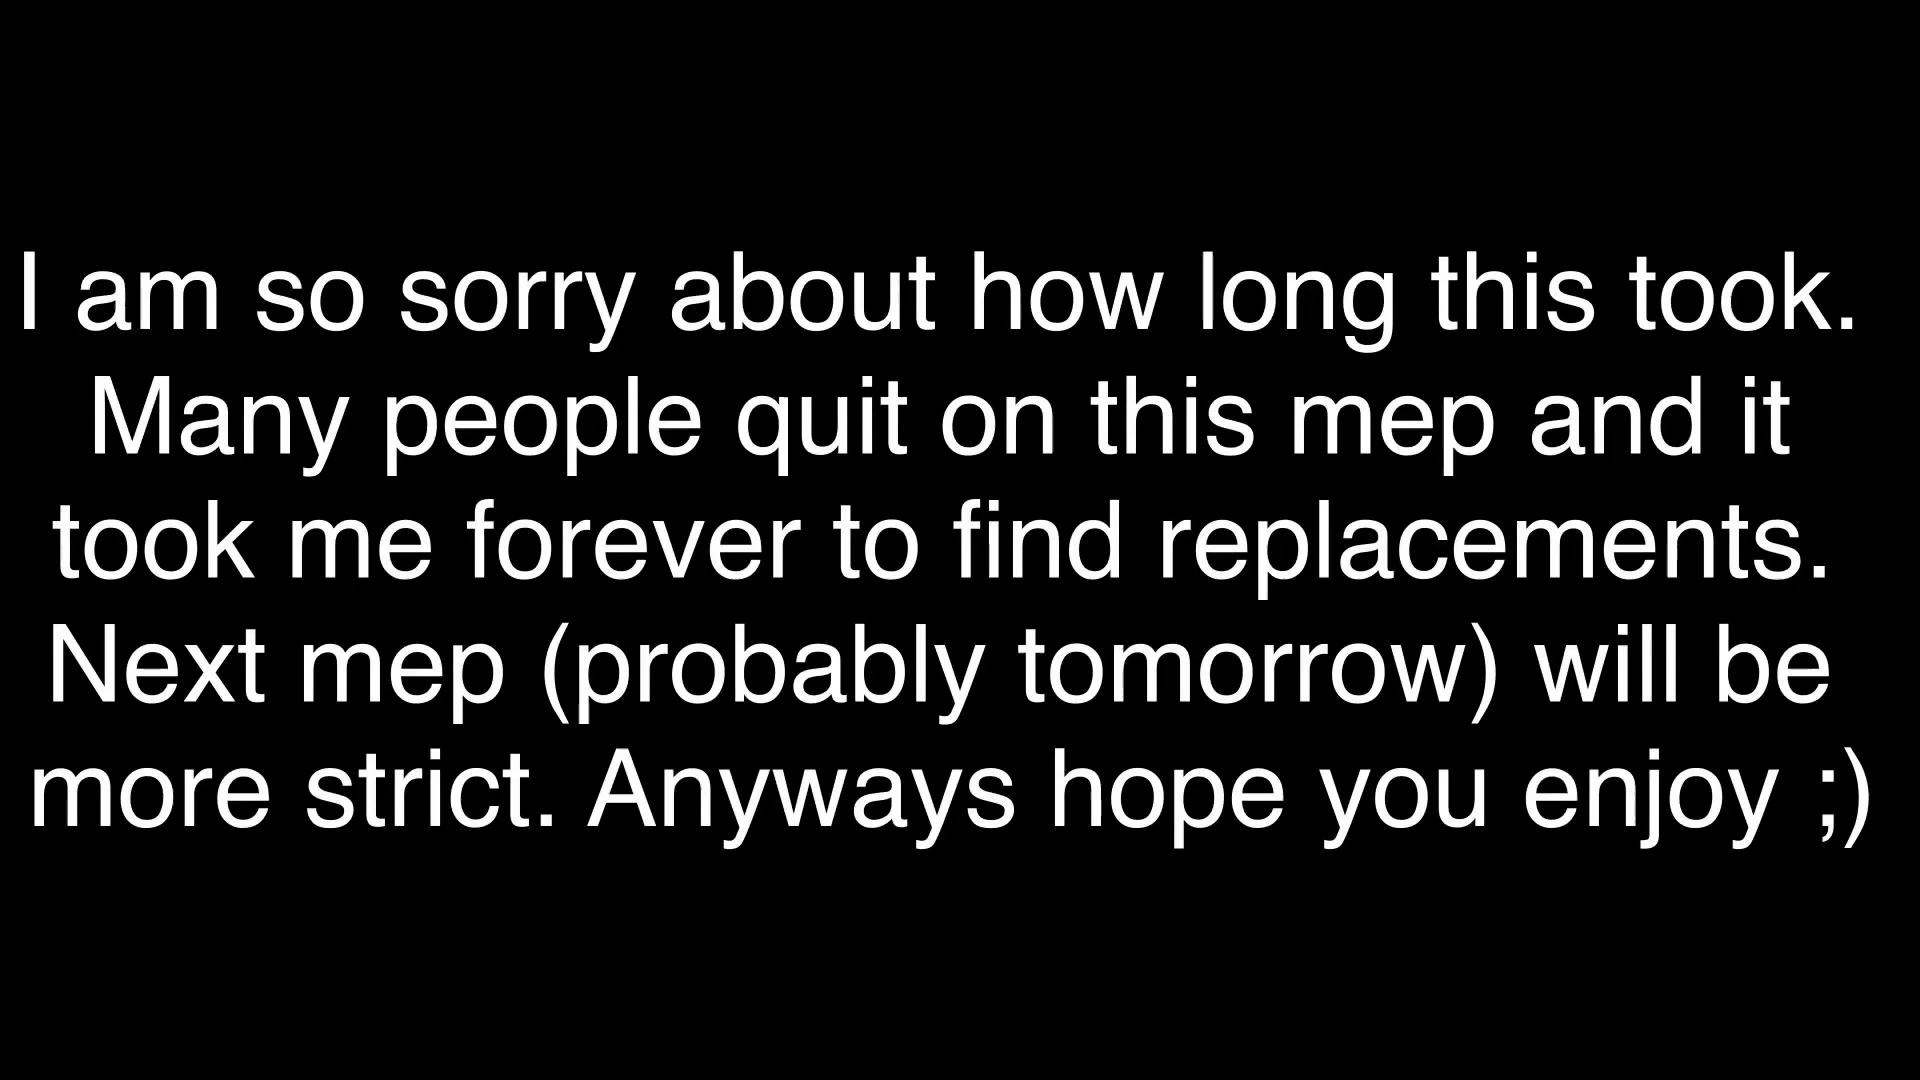 I am so sorry about how long this took.
Many people quit on this mep and it
took me forever to find replacements.
Next mep (probably tomorrow) will be
more strict. Anyways hope you enjoy ;)